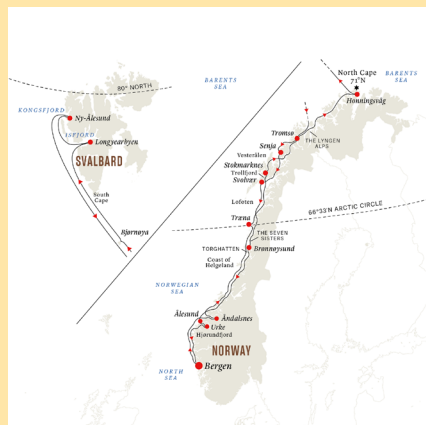 BARENTS
SEA
North Cape
71°N
BARENTS
SEA
80° NORTH
Honningsvåg
KONGSFJORD
Ny-Ålesund
ISFJORD
Longyearbyen
SVALBARD
Tromsø
THE LYNGEN
ALPS
Senja
Vesterålen
Stokmarknes
Trollfjord
Svolvær
South
Cape
Lofoten
66°33'N ARCTIC CIRCLE
Træna
Bjørnøya
THE SEVEN
SISTERS
TORGHATTEN
Brønnøysund
Coast of
Helgeland
NORWEGIAN
SEA
Ålesund
Åndalsnes
Urke
Hjørundfjord
NORWAY
NORTH
SEA
Bergen